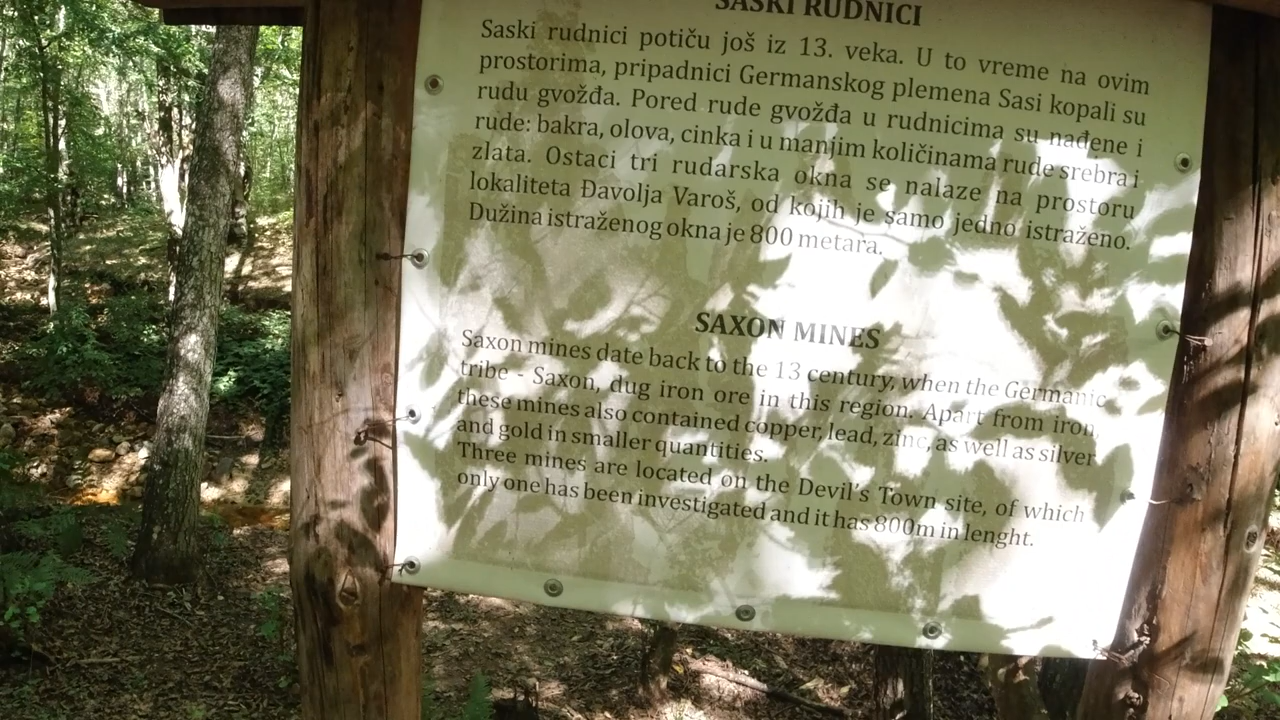 SASKI RUDNICI
Saski rudnici potiču još iz 13. veka. U to vreme na ovim
prostorima, pripadnici Germanskog plemena Sasi kopali su
rudu gvožđa. Pored rude gvožđa u rudnicima su nađene i
rude: bakra, olova, cinka i u manjim količinama rude srebra i
zlata. Ostaci tri rudarska okna se nalaze na prostoru
lokaliteta Đavolja Varoš, od kojih je samo jedno istraženo.
Dužina istraženog okna je 800 metara.
SAXON MINES
Saxon mines date back to the 13 century, when the Germanic
tribe - Saxon, dug iron ore in this region. Apart from iron,
these mines also contained copper, lead, zinc, as well as silver
and gold in smaller quantities.
Three mines are located on the Devil's Town site, of which
only one has been investigated and it has 800m in lenght.